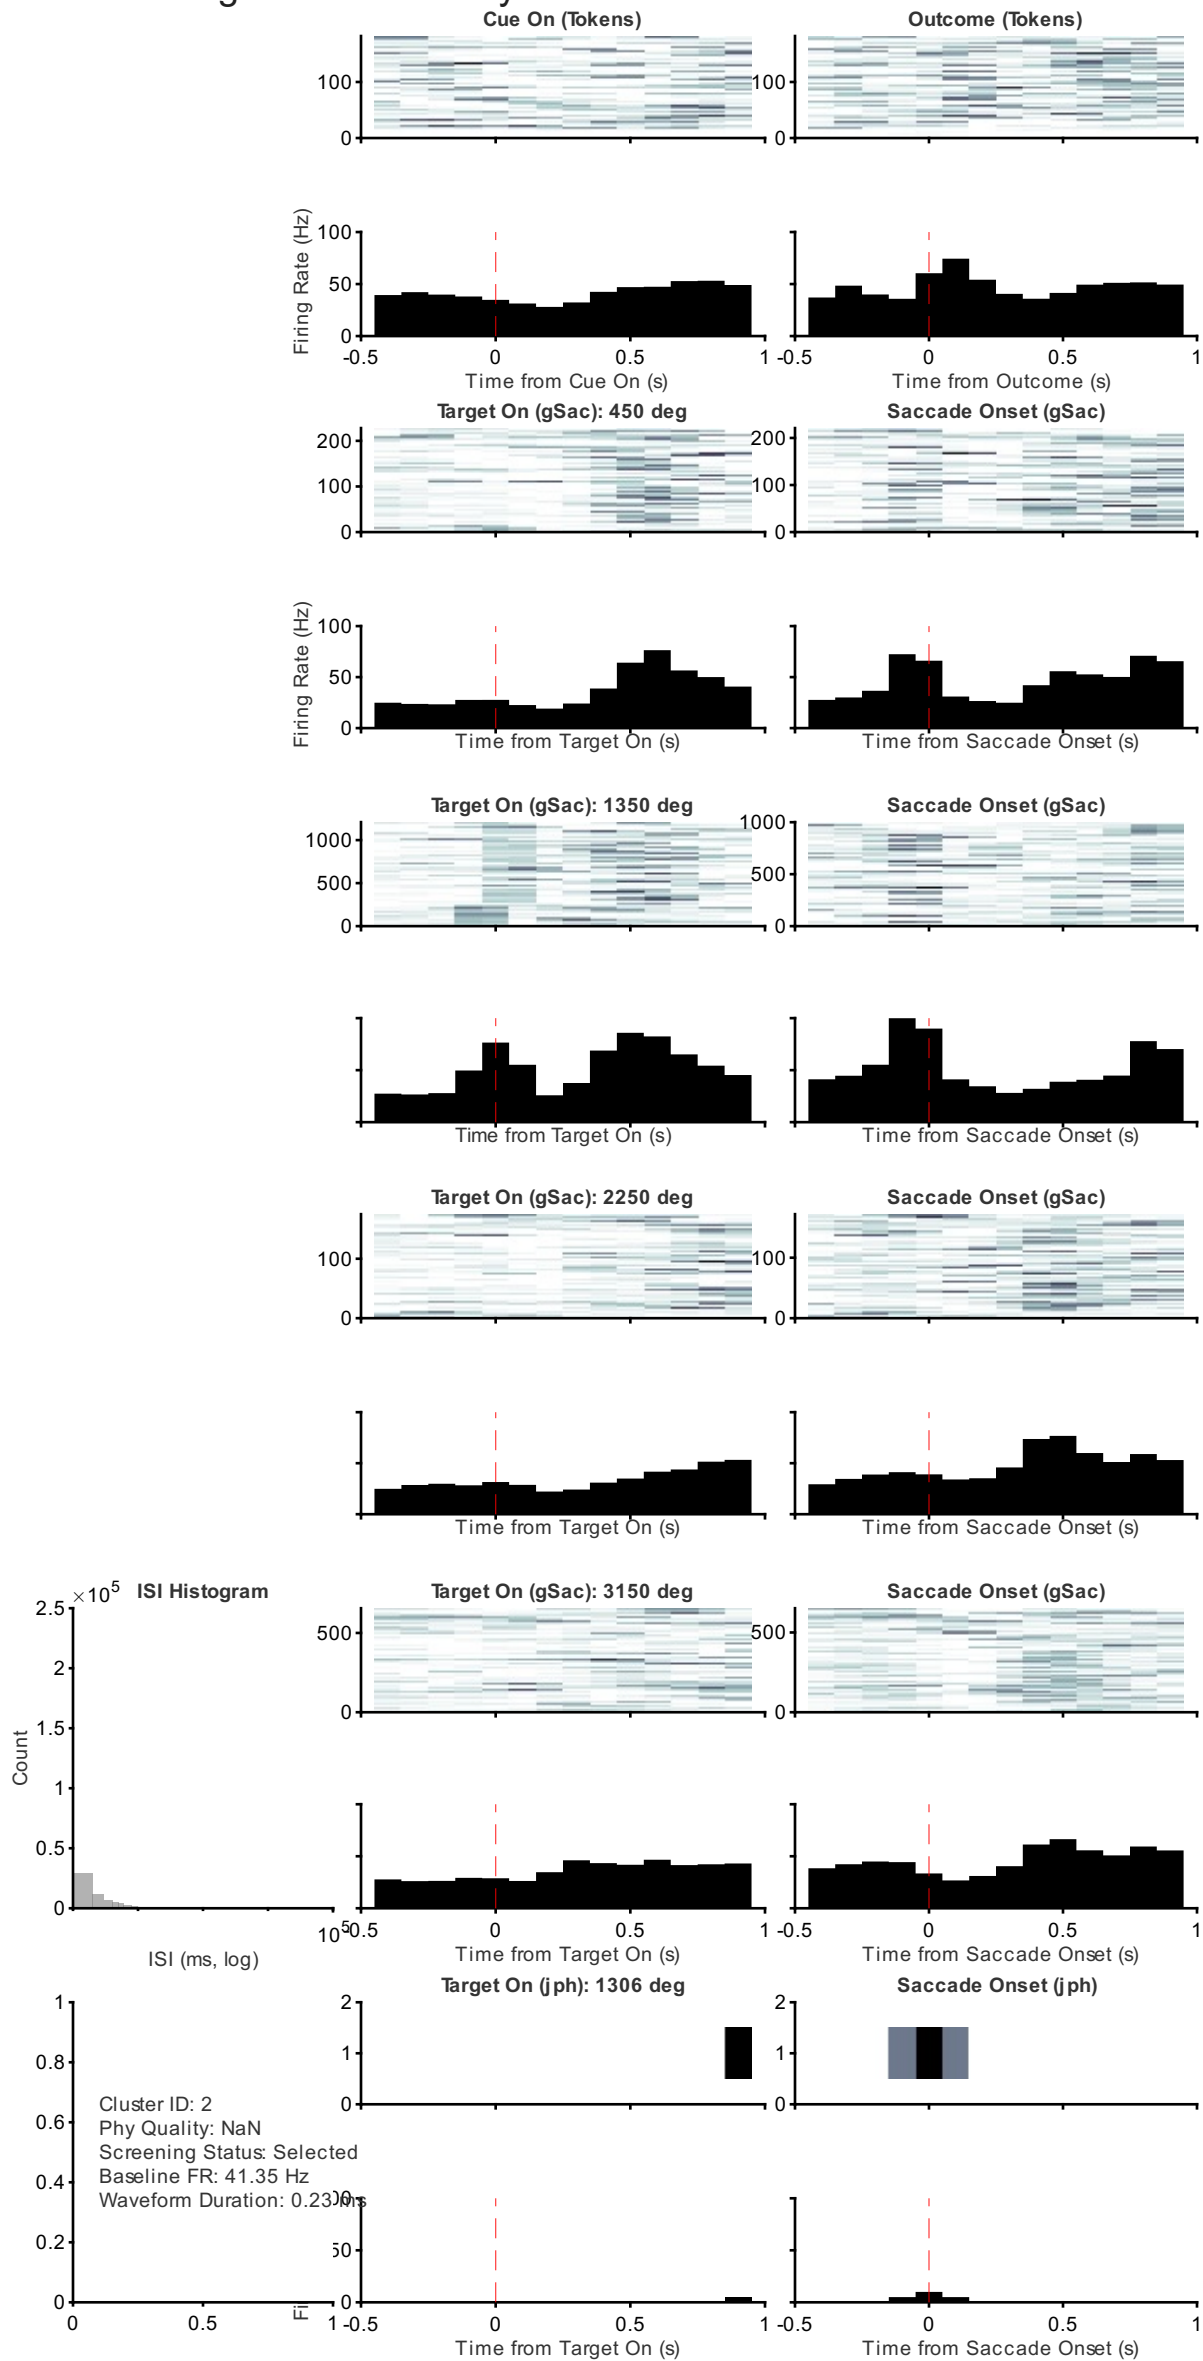 Cue On (Tokens)
Outcome (Tokens)
100
0
100
0
Firing Rate (Hz)
100
50
0
-0.5 0 0.5 1
-0.5 0 0.5 1
Time from Cue On (s)
Time from Outcome (s)
Target On (gSac): 450 deg
Saccade Onset (gSac)
200
100
0
200
100
0
Firing Rate (Hz)
100
50
0
Time from Target On (s)
Time from Saccade Onset (s)
Target On (gSac): 1350 deg
Saccade Onset (gSac)
1000
500
0
1000
500
0
Time from Target On (s)
Time from Saccade Onset (s)
Target On (gSac): 2250 deg
Saccade Onset (gSac)
100
0
100
0
Time from Target On (s)
Time from Saccade Onset (s)
ISI Histogram
×10^5
2.5
2
1.5
1
0.5
0
Count
10^5
ISI (ms, log)
Target On (gSac): 3150 deg
Saccade Onset (gSac)
500
0
500
0
-0.5 0 0.5 1
-0.5 0 0.5 1
Time from Target On (s)
Time from Saccade Onset (s)
Target On (jph): 1306 deg
Saccade Onset (jph)
2
1
0
2
1
0
1
0.8
0.6
0.4
0.2
0
0 0.5 1
Cluster ID: 2
Phy Quality: NaN
Screening Status: Selected
Baseline FR: 41.35 Hz
Waveform Duration: 0.23 ms
50
0
Fi
-0.5 0 0.5 1
-0.5 0 0.5 1
Time from Target On (s)
Time from Saccade Onset (s)